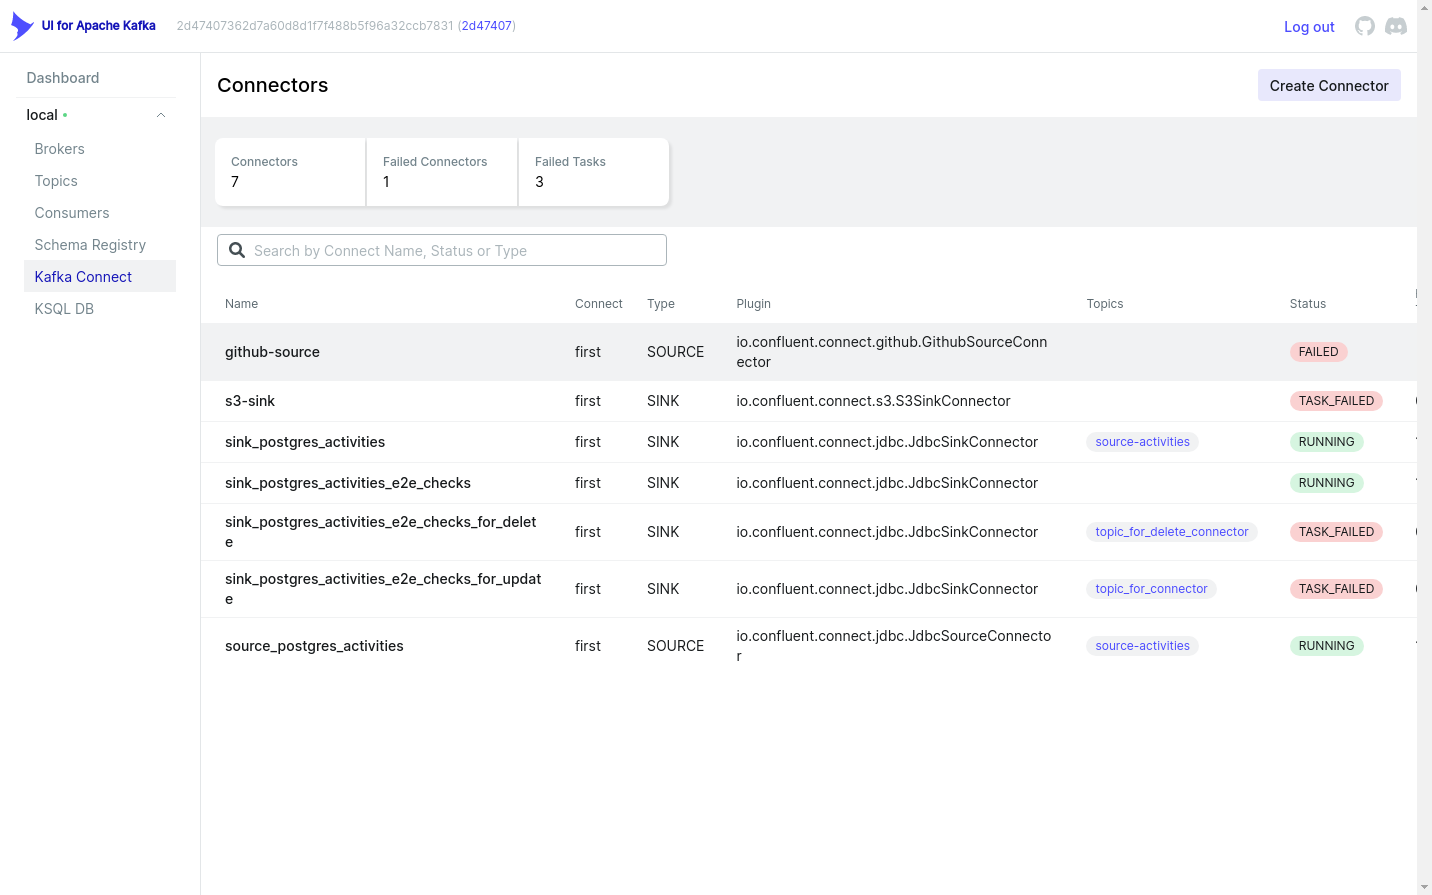 UI for Apache Kafka
2d47407362d7a60d8d1f7f488b5f96a32ccb7831 (2d47407)
Log out
Dashboard
local
Brokers
Topics
Consumers
Schema Registry
Kafka Connect
KSQL DB
Connectors
Create Connector
Connectors
7
Failed Connectors
1
Failed Tasks
3
Search by Connect Name, Status or Type
Name Connect Type Plugin Topics Status
github-source first SOURCE io.confluent.connect.github.GithubSourceConn
ector FAILED
s3-sink first SINK io.confluent.connect.s3.S3SinkConnector TASK_FAILED
sink_postgres_activities first SINK io.confluent.connect.jdbc.JdbcSinkConnector source-activities RUNNING
sink_postgres_activities_e2e_checks first SINK io.confluent.connect.jdbc.JdbcSinkConnector RUNNING
sink_postgres_activities_e2e_checks_for_delet
e first SINK io.confluent.connect.jdbc.JdbcSinkConnector topic_for_delete_connector TASK_FAILED
sink_postgres_activities_e2e_checks_for_updat
e first SINK io.confluent.connect.jdbc.JdbcSinkConnector topic_for_connector TASK_FAILED
source_postgres_activities first SOURCE io.confluent.connect.jdbc.JdbcSourceConnecto
r source-activities RUNNING